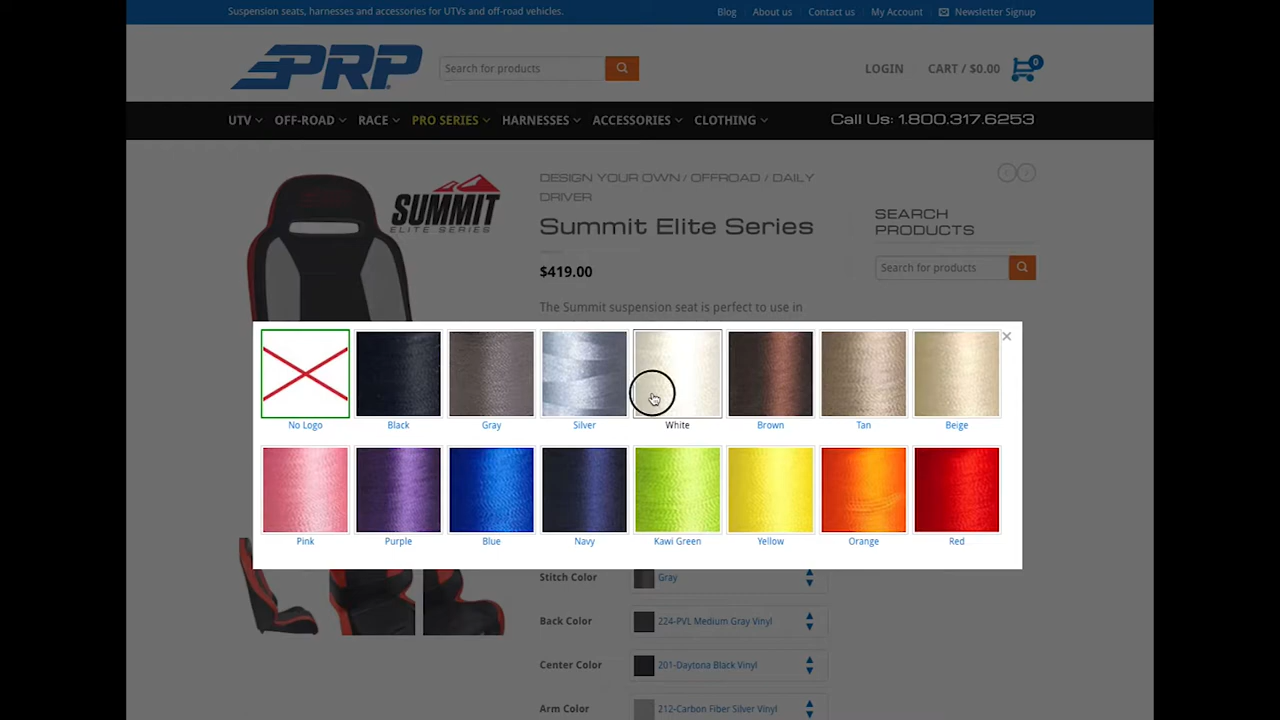 Suspension seats, harnesses and accessories for UTVs and off-road vehicles.
Blog About us Contact us My Account Newsletter Signup
PRP
Search for products
LOGIN CART / $0.00 0
UTV OFF-ROAD RACE PRO SERIES HARNESSES ACCESSORIES CLOTHING Call Us: 1.800.317.6253
SUMMIT
ELITE SERIES
DESIGN YOUR OWN / OFFROAD / DAILY
DRIVER
Summit Elite Series
$419.00
The Summit suspension seat is perfect to use in
SEARCH
PRODUCTS
Search for products
No Logo Black Gray Silver White Brown Tan Beige
Pink Purple Blue Navy Kawi Green Yellow Orange Red
Stitch Color Gray
Back Color 224-PVL Medium Gray Vinyl
Center Color 201-Daytona Black Vinyl
Arm Color 212-Carbon Fiber Silver Vinyl